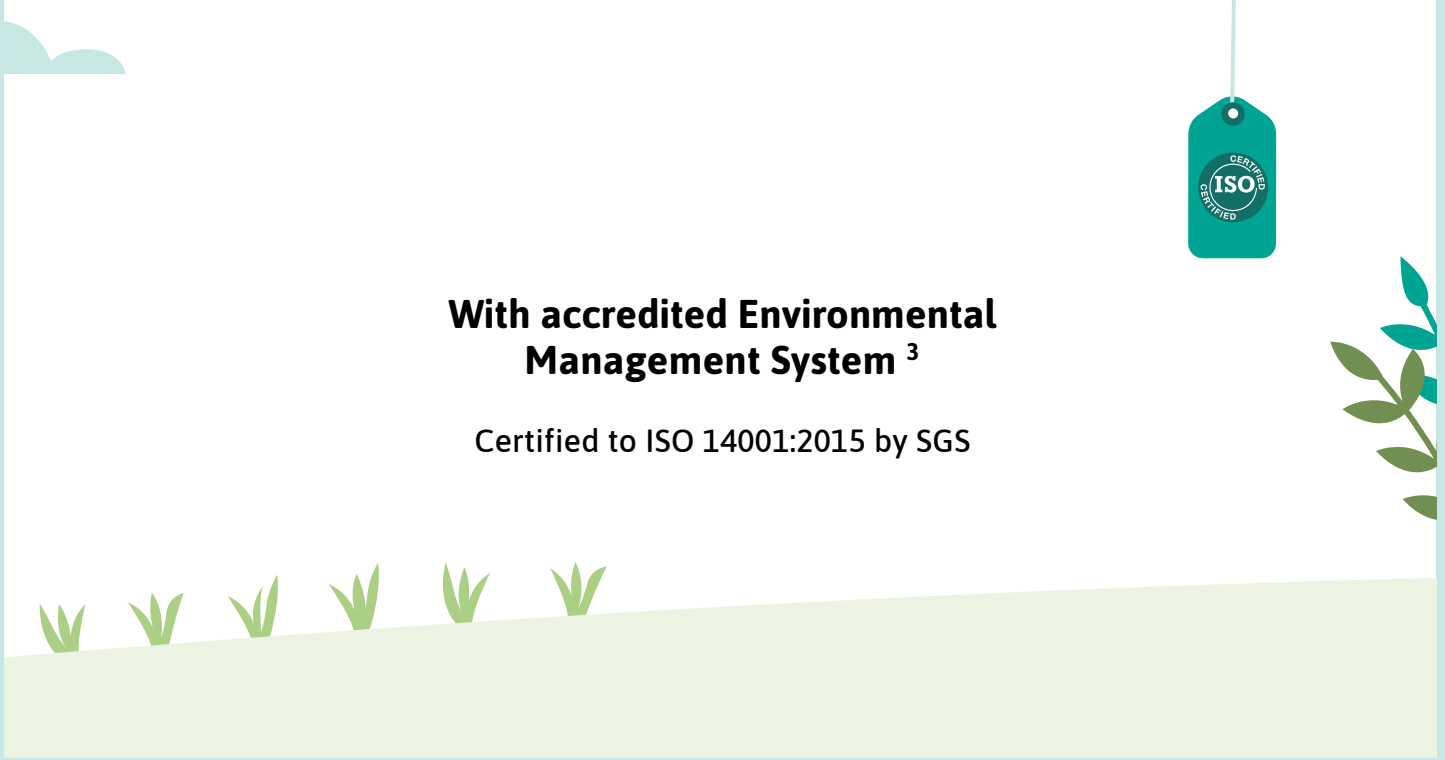 CERTIFIED
ISO
CERTIFIED
With accredited Environmental
Management System ³
Certified to ISO 14001:2015 by SGS